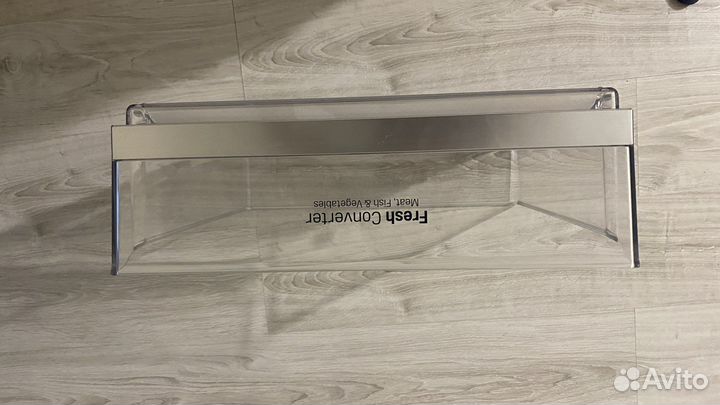 Fresh Converter
Meat, Fish & Vegetables
Avito